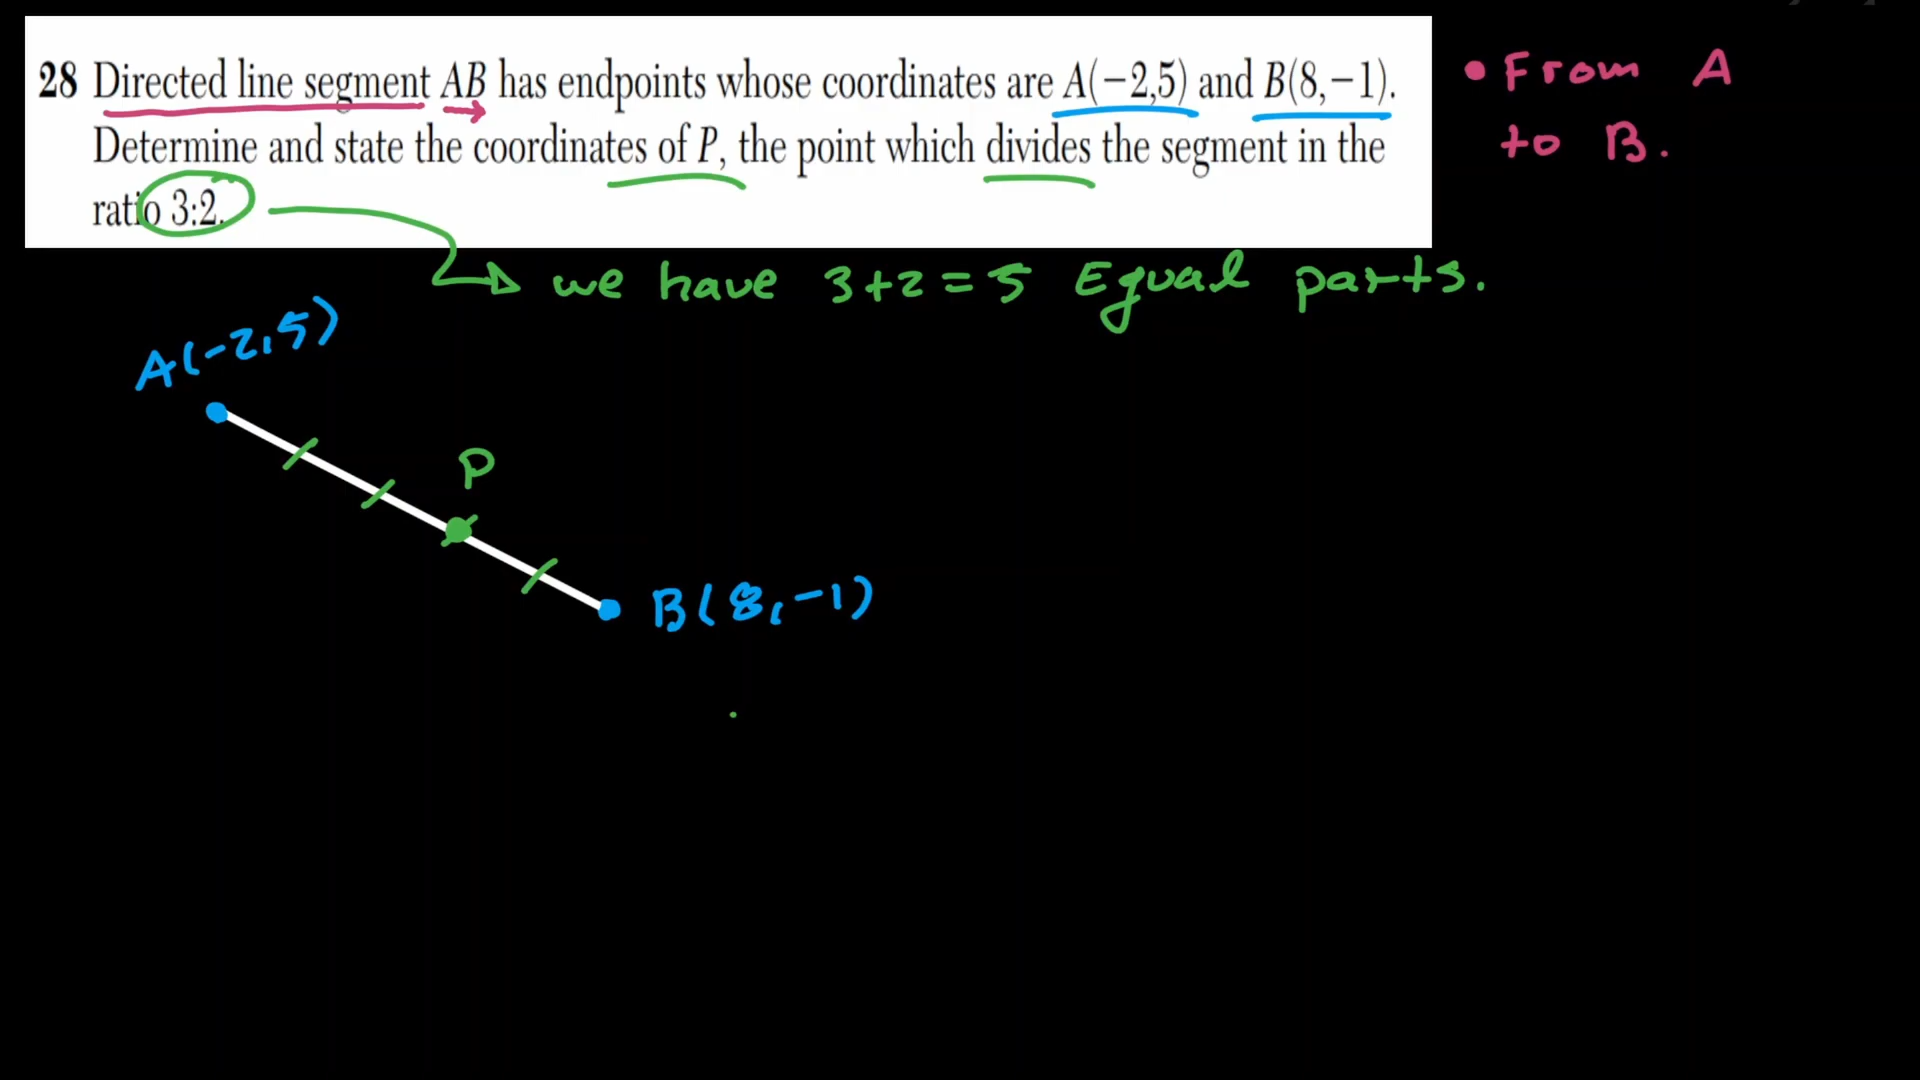 28 Directed line segment AB has endpoints whose coordinates are A(−2,5) and B(8,−1).
Determine and state the coordinates of P, the point which divides the segment in the
ratio 3:2.
• From A
to B.
we have 3+2=5 Equal parts.
A(-2,5)
P
B(8,-1)